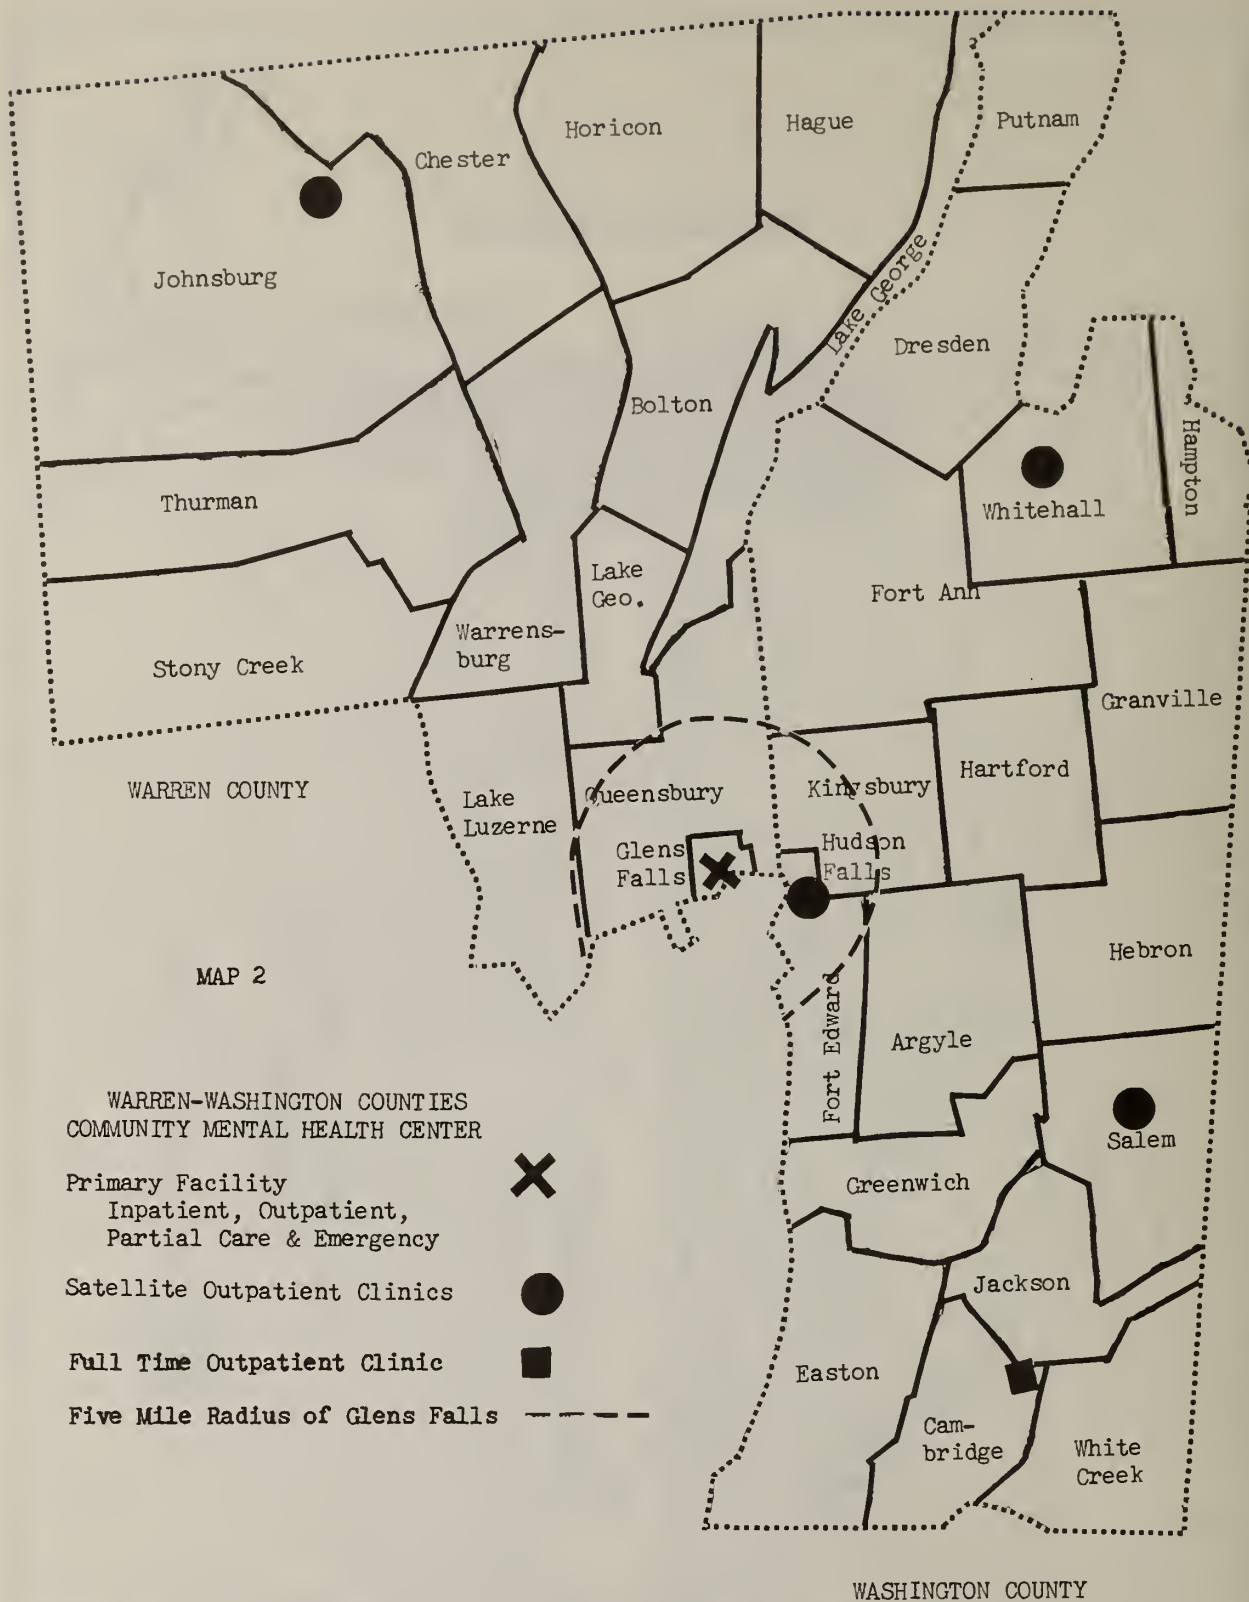 Horicon
Hague
Putnam
Chester
Johnsburg
Lake George
Dresden
Bolton
Hampton
Thurman
Whitehall
Lake
Geo.
Fort Ann
Warrens-
burg
Stony Creek
Granville
WARREN COUNTY
Lake
Luzerne
Queensbury
Kingsbury
Hartford
Glens
Falls
Hudson
Falls
Hebron
MAP 2
Fort Edward
Argyle
WARREN-WASHINGTON COUNTIES
COMMUNITY MENTAL HEALTH CENTER
Salem
Primary Facility
Inpatient, Outpatient,
Partial Care & Emergency
Greenwich
Satellite Outpatient Clinics
Jackson
Full Time Outpatient Clinic
Easton
Five Mile Radius of Glens Falls
Cam-
bridge
White
Creek
WASHINGTON COUNTY